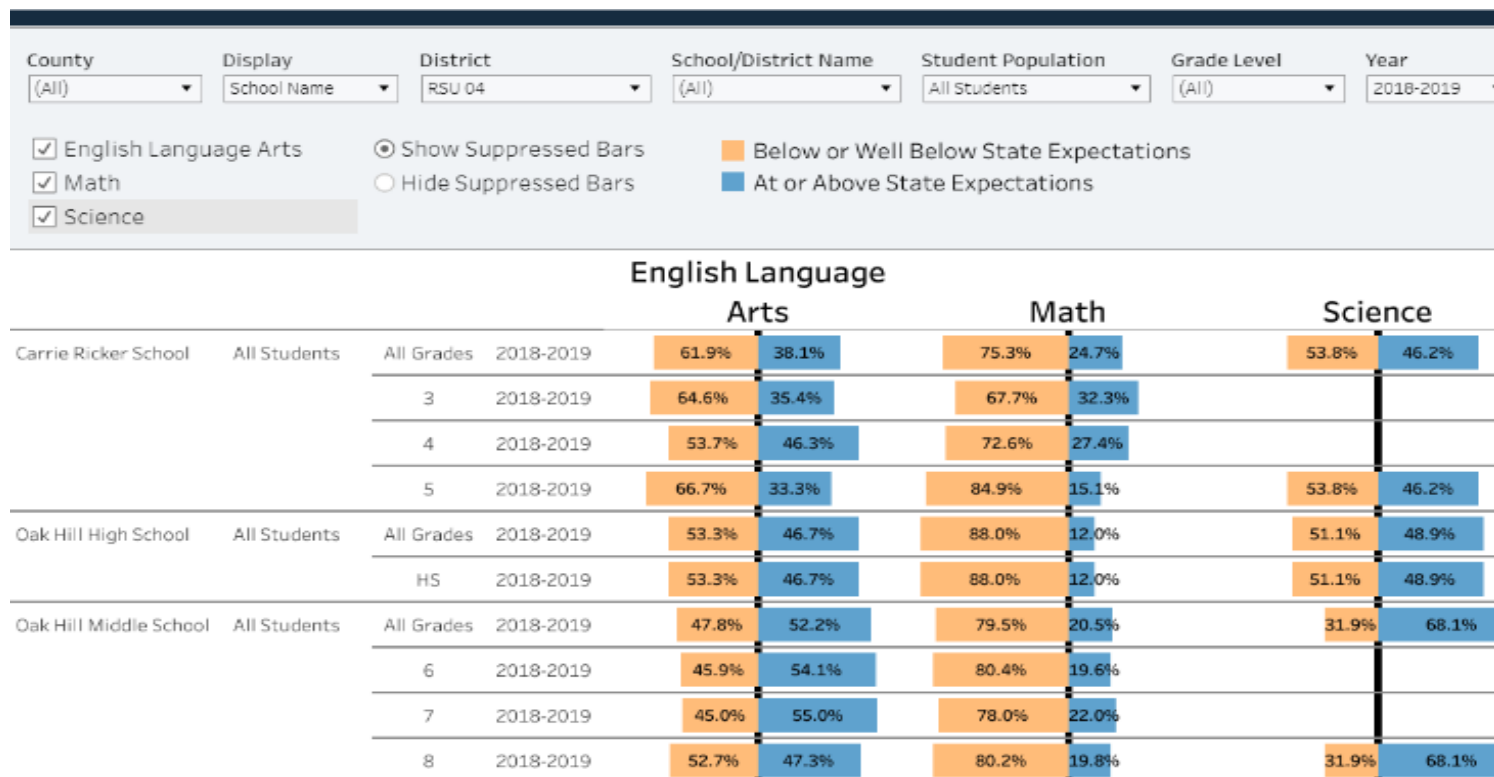 County Display District School/District Name Student Population Grade Level Year
(All) School Name RSU 04 (All) All Students (All) 2018-2019
English Language Arts Show Suppressed Bars Below or Well Below State Expectations
Math Hide Suppressed Bars At or Above State Expectations
Science
English Language
Arts Math Science
Carrie Ricker School All Students All Grades 2018-2019 61.9% 38.1% 75.3% 24.7% 53.8% 46.2%
3 2018-2019 64.6% 35.4% 67.7% 32.3%
4 2018-2019 53.7% 46.3% 72.6% 27.4%
5 2018-2019 66.7% 33.3% 84.9% 15.1% 53.8% 46.2%
Oak Hill High School All Students All Grades 2018-2019 53.3% 46.7% 88.0% 12.0% 51.1% 48.9%
HS 2018-2019 53.3% 46.7% 88.0% 12.0% 51.1% 48.9%
Oak Hill Middle School All Students All Grades 2018-2019 47.8% 52.2% 79.5% 20.5% 31.9% 68.1%
6 2018-2019 45.9% 54.1% 80.4% 19.6%
7 2018-2019 45.0% 55.0% 78.0% 22.0%
8 2018-2019 52.7% 47.3% 80.2% 19.8% 31.9% 68.1%